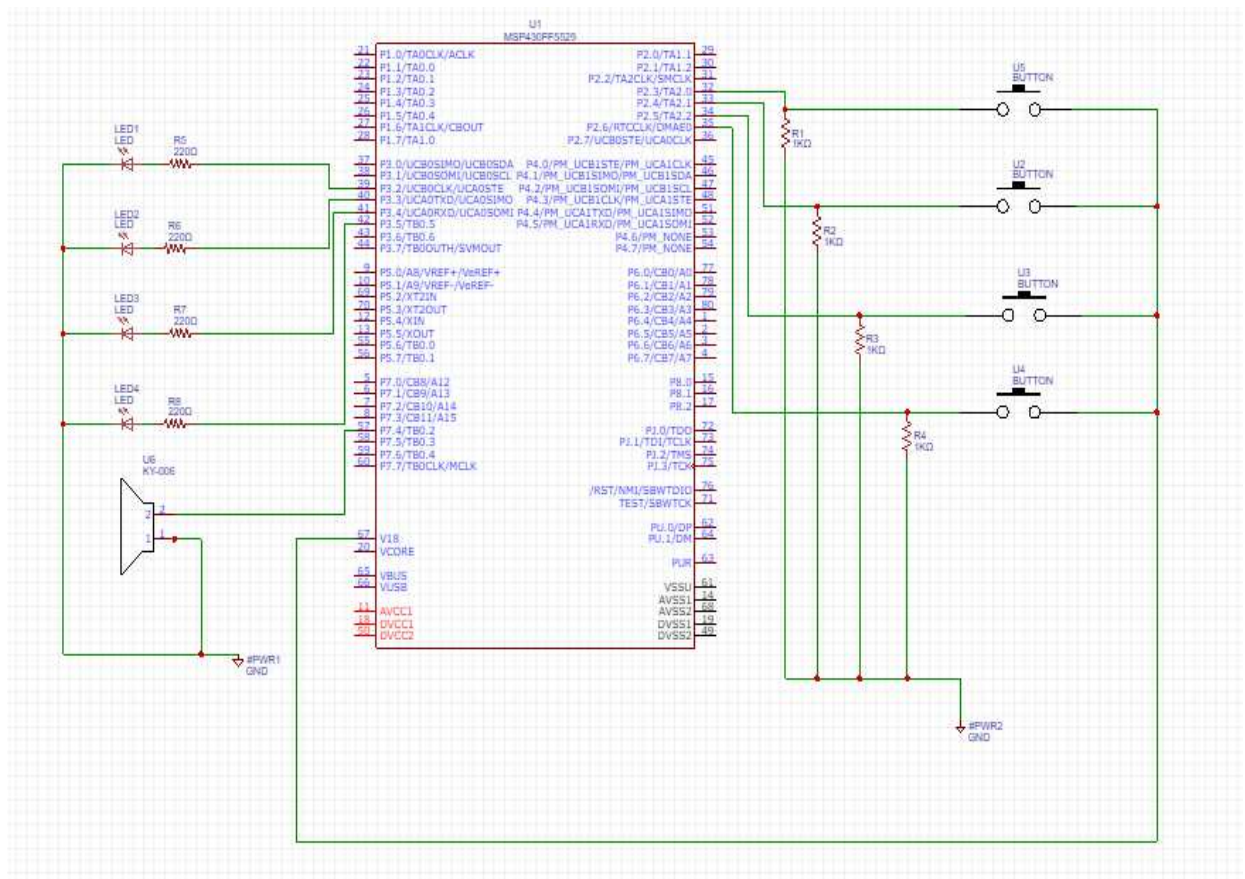 U1
MSP430FF5529
21 P1.0/TA0CLK/ACLK
22 P1.1/TA0.0
23 P1.2/TA0.1
24 P1.3/TA0.2
25 P1.4/TA0.3
26 P1.5/TA0.4
27 P1.6/TA1CLK/CBOUT
28 P1.7/TA1.0
37 P3.0/UCB0SIMO/UCB0SDA
38 P3.1/UCB0SOMI/UCB0SCL
39 P3.2/UCB0CLK/UCA0STE
40 P3.3/UCA0TXD/UCA0SIMO
41 P3.4/UCA0RXD/UCA0SOMI
42 P3.5/TB0.5
43 P3.6/TB0.6
44 P3.7/TB0OUTH/SVMOUT
9 P5.0/A8/VREF+/VeREF+
10 P5.1/A9/VREF-/VeREF-
69 P5.2/XT2IN
70 P5.3/XT2OUT
12 P5.4/XIN
13 P5.5/XOUT
55 P5.6/TB0.0
56 P5.7/TB0.1
5 P7.0/CB8/A12
6 P7.1/CB9/A13
7 P7.2/CB10/A14
8 P7.3/CB11/A15
57 P7.4/TB0.2
58 P7.5/TB0.3
59 P7.6/TB0.4
60 P7.7/TB0CLK/MCLK
67 V18
20 VCORE
65 VBUS
66 VUSB
11 AVCC1
18 DVCC1
50 DVCC2
P2.0/TA1.1 29
P2.1/TA1.2 30
P2.2/TA2CLK/SMCLK 31
P2.3/TA2.0 32
P2.4/TA2.1 33
P2.5/TA2.2 34
P2.6/RTCCLK/DMAE0 35
P2.7/UCB0STE/UCA0CLK 36
P4.0/PM_UCB1STE/PM_UCA1CLK 45
P4.1/PM_UCB1SIMO/PM_UCB1SDA 46
P4.2/PM_UCB1SOMI/PM_UCB1SCL 47
P4.3/PM_UCB1CLK/PM_UCA1STE 48
P4.4/PM_UCA1TXD/PM_UCA1SIMO 51
P4.5/PM_UCA1RXD/PM_UCA1SOMI 52
P4.6/PM_NONE 53
P4.7/PM_NONE 54
P6.0/CB0/A0 77
P6.1/CB1/A1 78
P6.2/CB2/A2 79
P6.3/CB3/A3 80
P6.4/CB4/A4 1
P6.5/CB5/A5 2
P6.6/CB6/A6 3
P6.7/CB7/A7 4
P8.0 15
P8.1 16
P8.2 17
PJ.0/TDO 72
PJ.1/TDI/TCLK 73
PJ.2/TMS 74
PJ.3/TCK 75
/RST/NMI/SBWTDIO 76
TEST/SBWTCK 71
PU.0/DP 62
PU.1/DM 64
PUR 63
VSSU 61
AVSS1 14
AVSS2 68
DVSS1 19
DVSS2 49
LED1
LED
R5
220Ω
LED2
LED
R6
220Ω
LED3
LED
R7
220Ω
LED4
LED
R8
220Ω
U6
KY-006
2 2
1 1
#PWR1
GND
U5
BUTTON
R1
1KΩ
U2
BUTTON
R2
1KΩ
U3
BUTTON
R3
1KΩ
U4
BUTTON
R4
1KΩ
#PWR2
GND